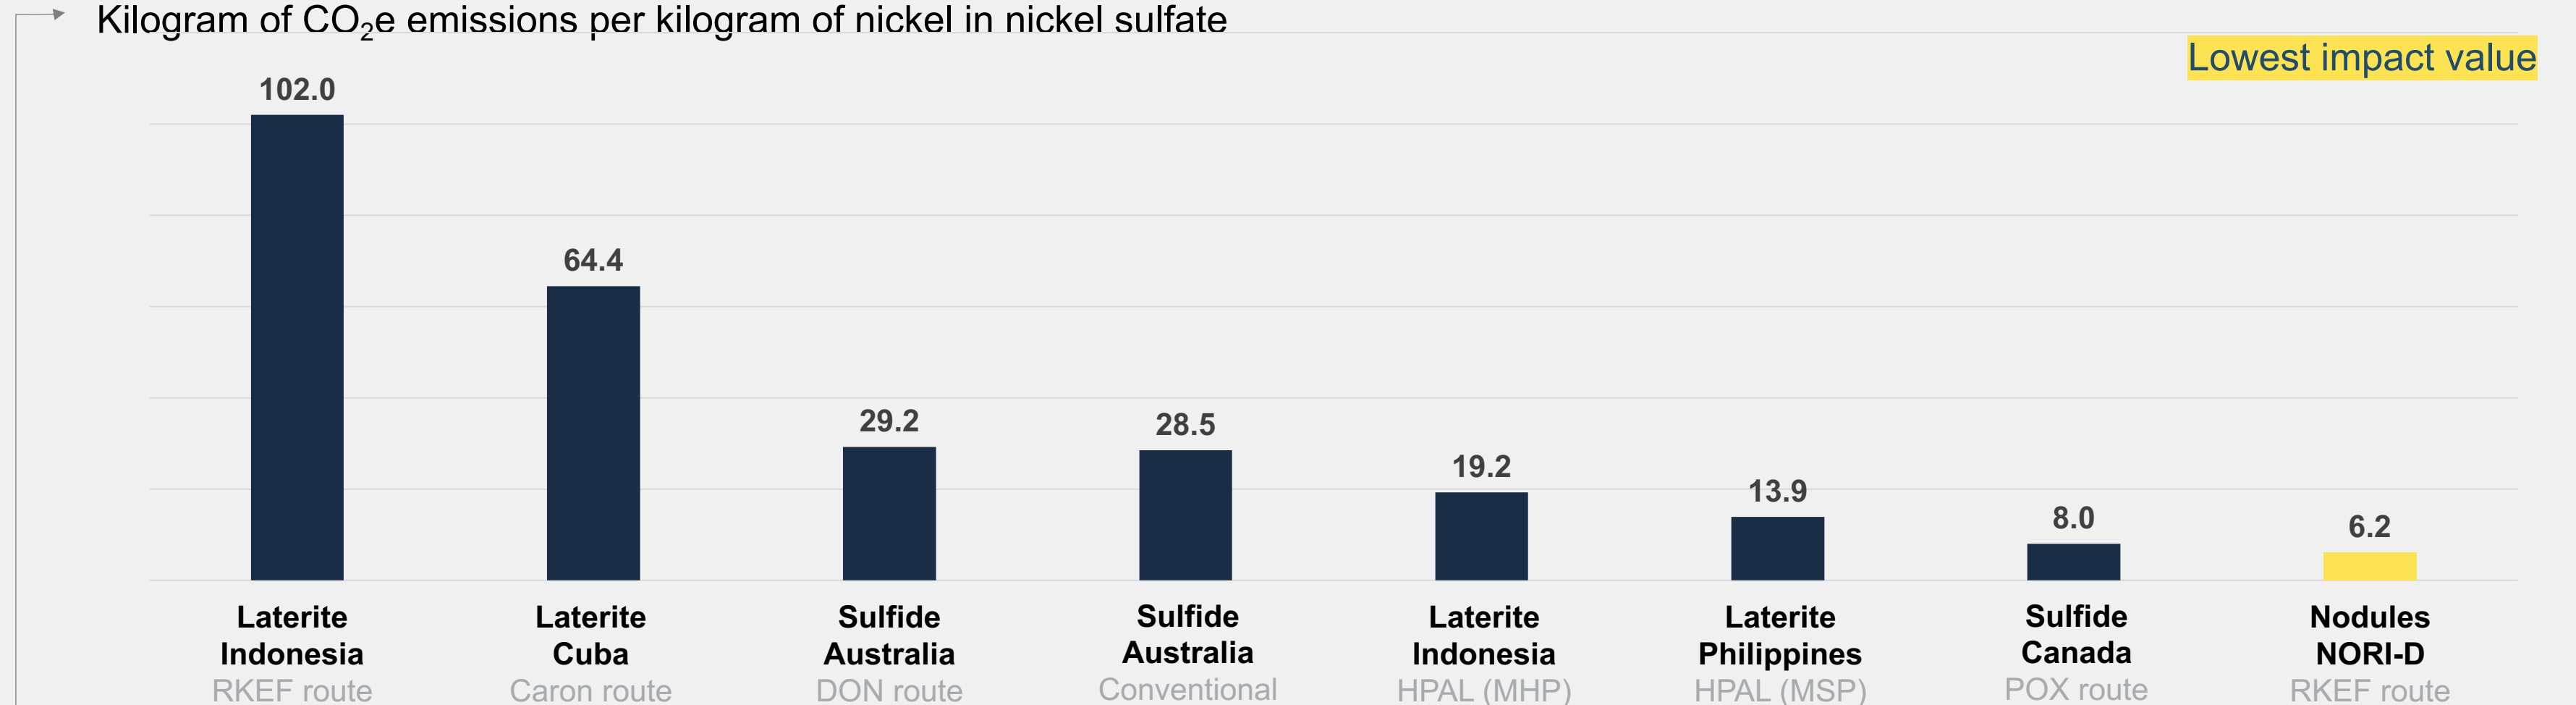 Kilogram of CO₂e emissions per kilogram of nickel in nickel sulfate
Lowest impact value
102.0
64.4
29.2
28.5
19.2
13.9
8.0
6.2
Laterite
Indonesia
RKEF route
Laterite
Cuba
Caron route
Sulfide
Australia
DON route
Sulfide
Australia
Conventional
Laterite
Indonesia
HPAL (MHP)
Laterite
Philippines
HPAL (MSP)
Sulfide
Canada
POX route
Nodules
NORI-D
RKEF route